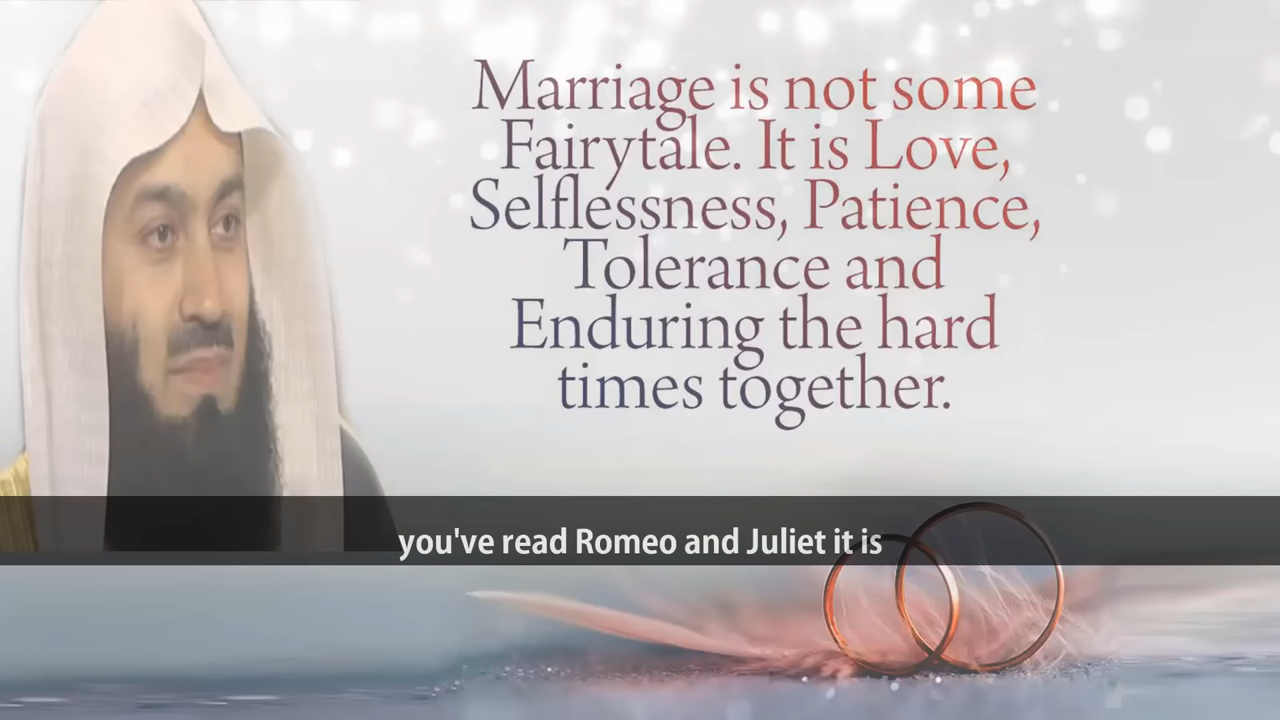 Marriage is not some
Fairytale. It is Love,
Selflessness, Patience,
Tolerance and
Enduring the hard
times together.
you've read Romeo and Juliet it is